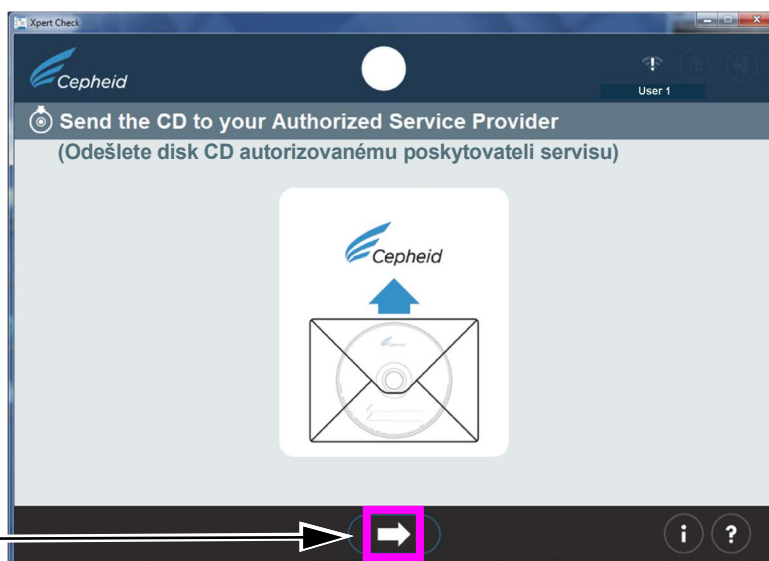 Xpert Check
Cepheid
User 1
Send the CD to your Authorized Service Provider
(Odešlete disk CD autorizovanému poskytovateli servisu)
Cepheid
Cepheid
i ?